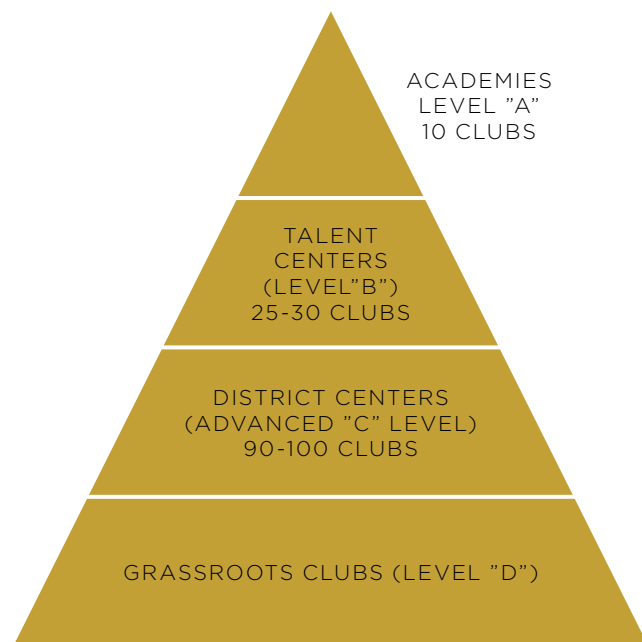 ACADEMIES
LEVEL ”A”
10 CLUBS
TALENT
CENTERS
(LEVEL”B”)
25-30 CLUBS
DISTRICT CENTERS
(ADVANCED ”C” LEVEL)
90-100 CLUBS
GRASSROOTS CLUBS (LEVEL ”D”)